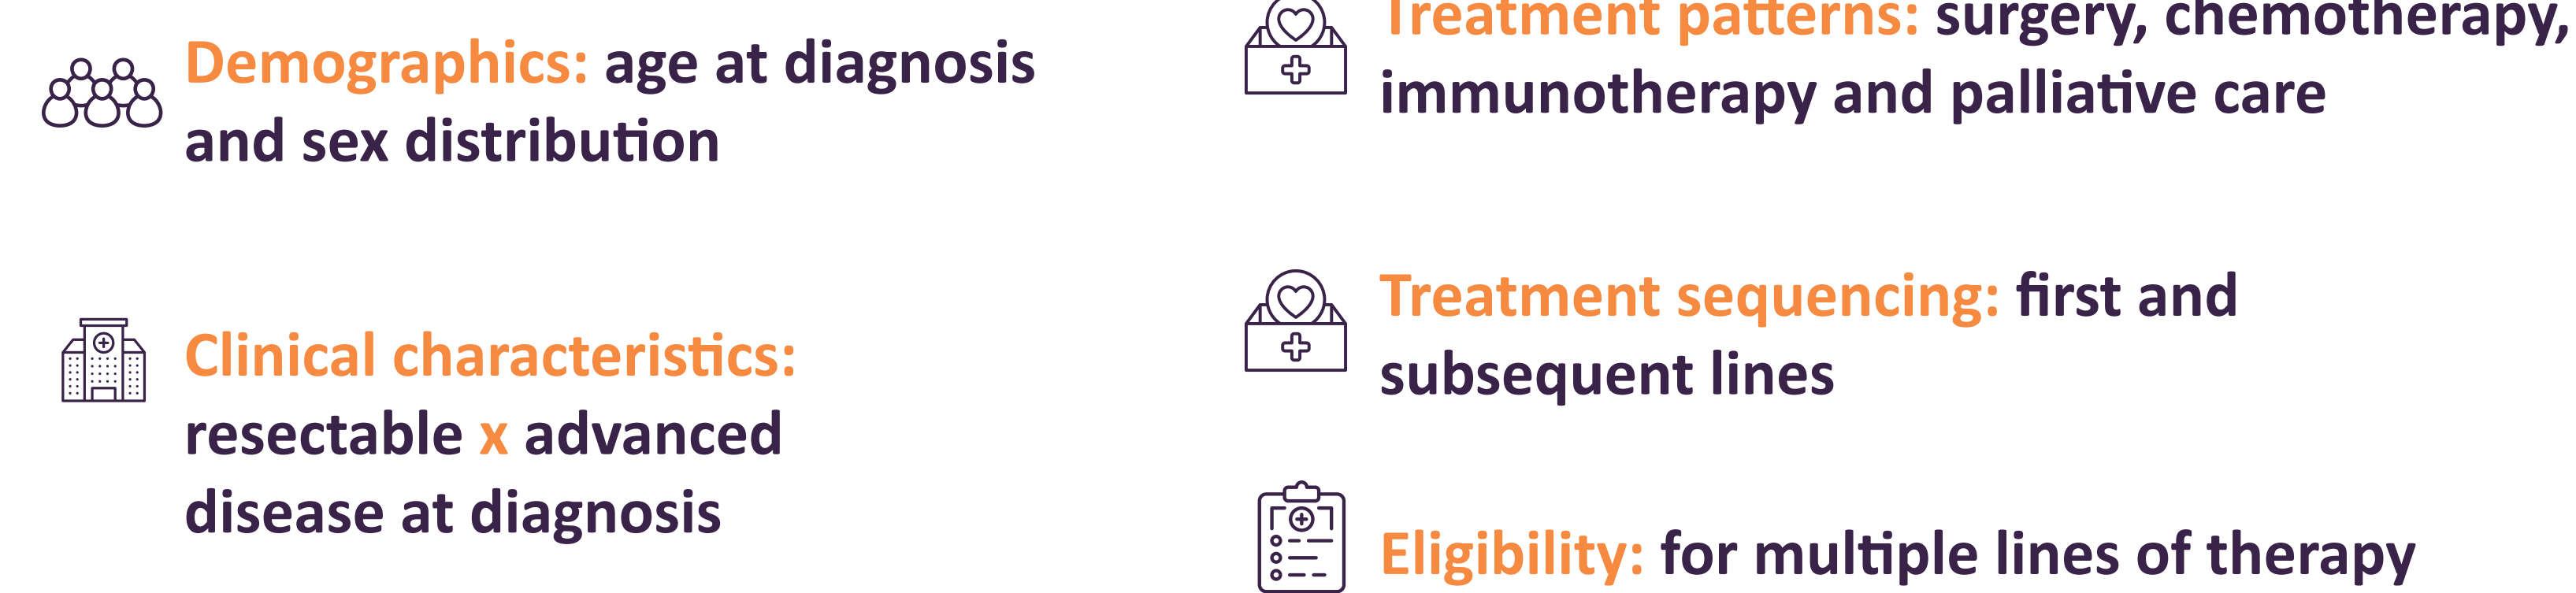 Demographics: age at diagnosis
and sex distribution
Clinical characteristics:
resectable x advanced
disease at diagnosis
Treatment patterns: surgery, chemotherapy,
immunotherapy and palliative care
Treatment sequencing: first and
subsequent lines
Eligibility: for multiple lines of therapy